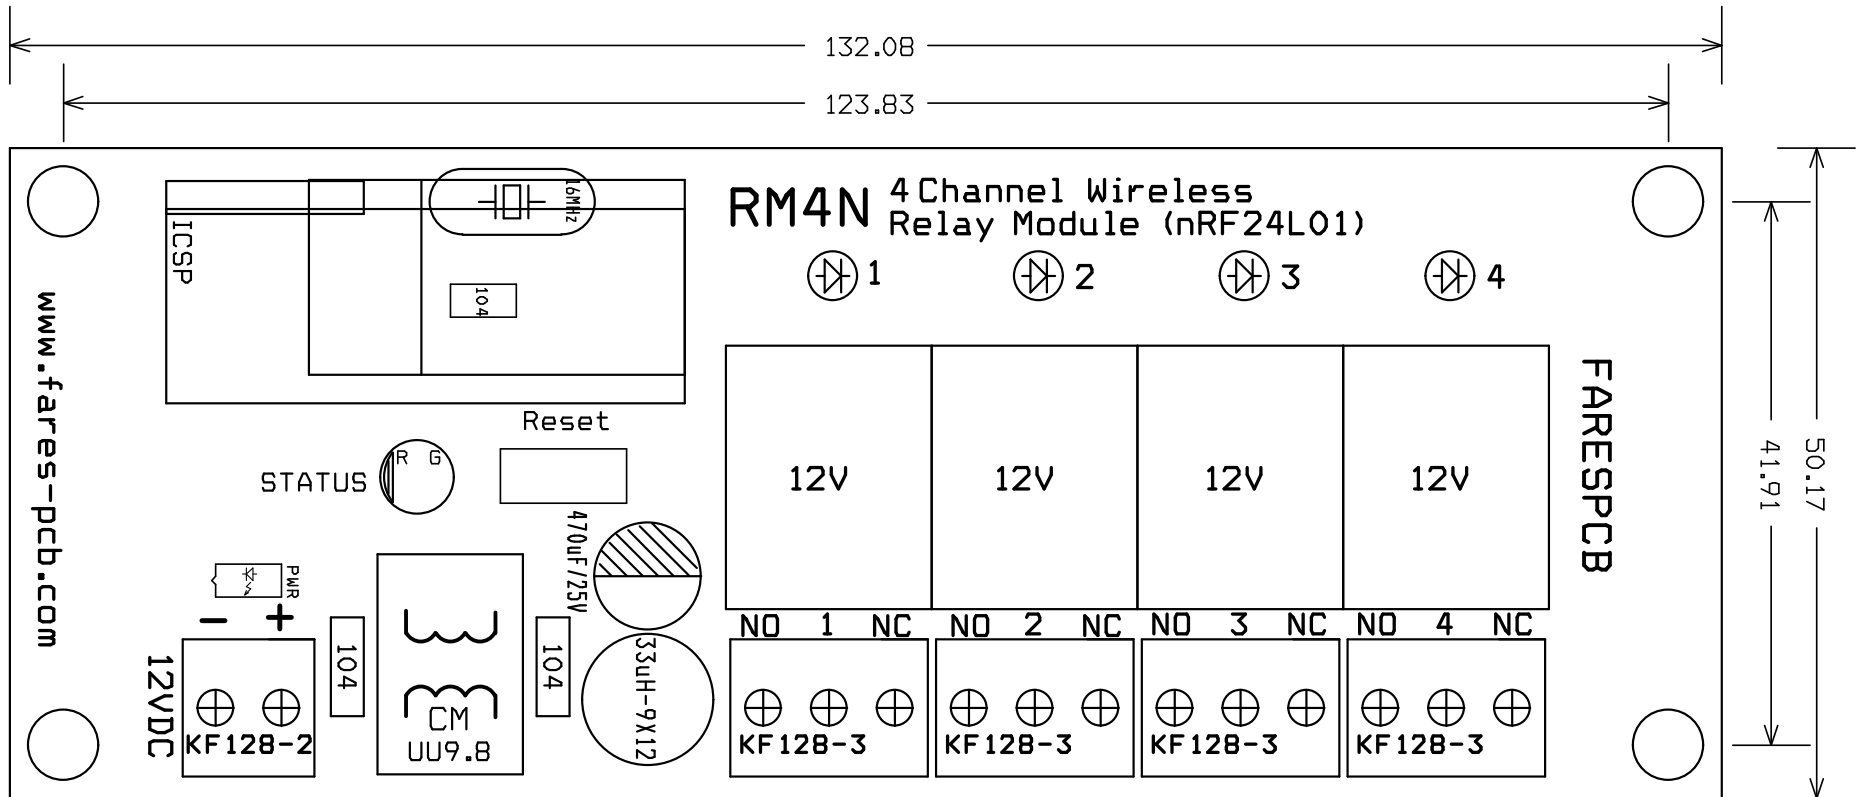 132.08
123.83
RM4N
4 Channel Wireless
Relay Module (nRF24L01)
16MHz
ICSP
104
1
2
3
4
www.fares-pcb.com
FARESPCB
41.91
50.17
Reset
STATUS
R G
12V
12V
12V
12V
470uF/25V
PWR
- +
NO 1 NC
NO 2 NC
NO 3 NC
NO 4 NC
12VDC
104
104
33uH-9X12
CM
UU9.8
KF128-2
KF128-3
KF128-3
KF128-3
KF128-3